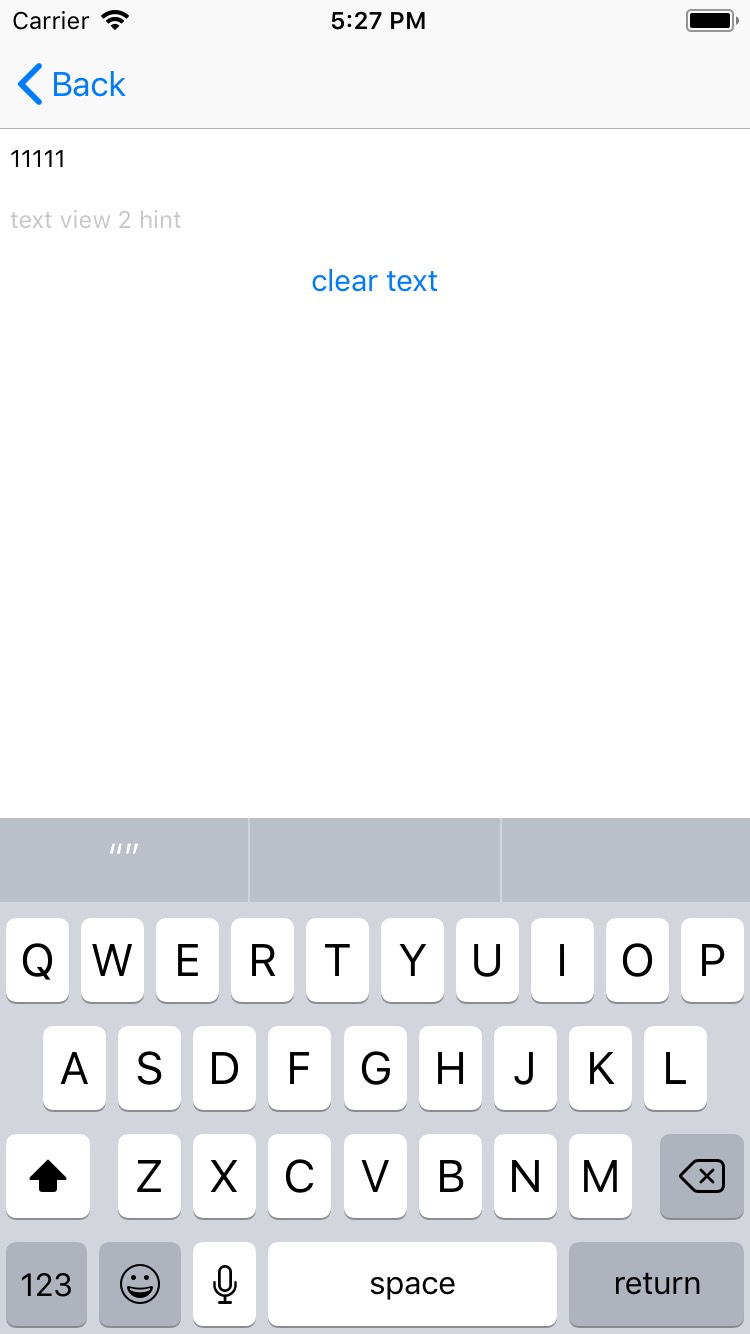 Carrier 5:27 PM
Back
11111
text view 2 hint
clear text
“”
Q W E R T Y U I O P
A S D F G H J K L
Z X C V B N M
123 space return